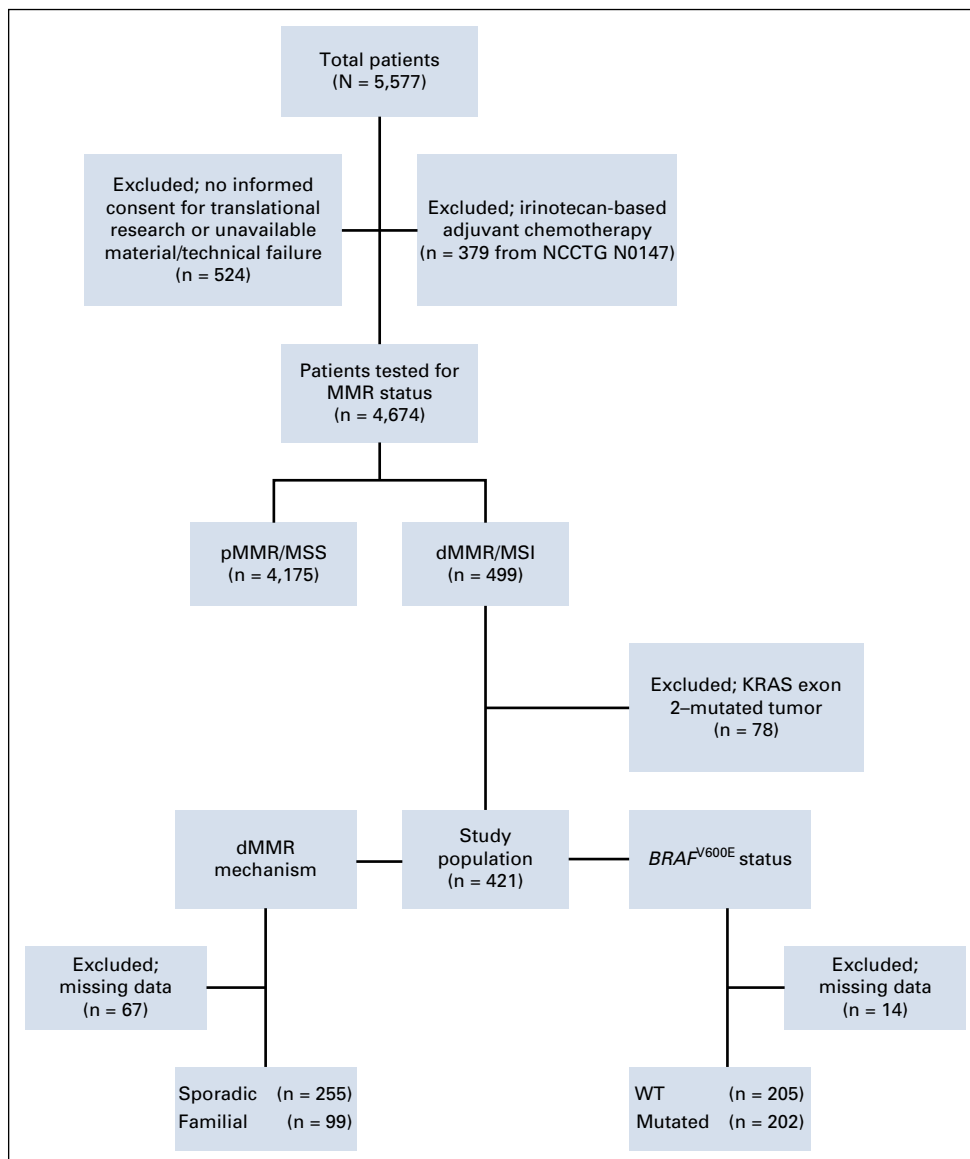 Total patients
(N = 5,577)
Excluded; no informed
consent for translational
research or unavailable
material/technical failure
(n = 524)
Excluded; irinotecan-based
adjuvant chemotherapy
(n = 379 from NCCTG N0147)
Patients tested for
MMR status
(n = 4,674)
pMMR/MSS
(n = 4,175)
dMMR/MSI
(n = 499)
Excluded; KRAS exon
2–mutated tumor
(n = 78)
dMMR
mechanism
Study
population
(n = 421)
BRAFV600E status
Excluded;
missing data
(n = 67)
Excluded;
missing data
(n = 14)
Sporadic (n = 255)
Familial (n = 99)
WT (n = 205)
Mutated (n = 202)